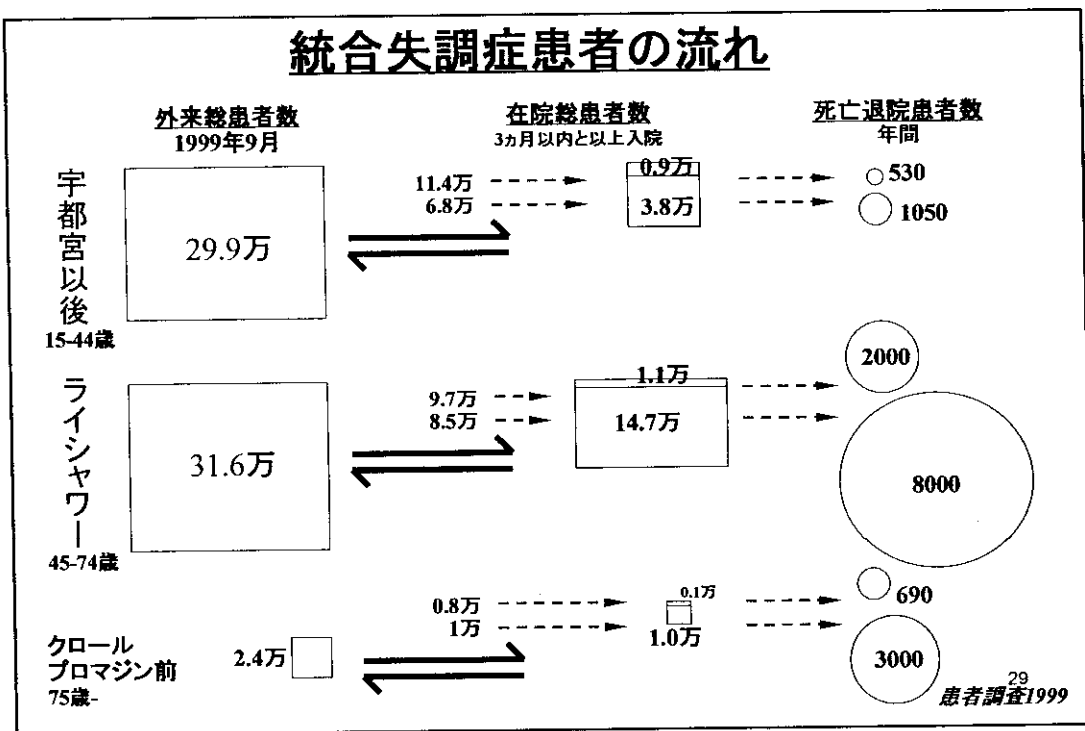 統合失調症患者の流れ
外来総患者数
1999年9月
在院総患者数
3ヵ月以内と以上入院
死亡退院患者数
年間
宇都宮以後
15-44歳
29.9万
11.4万
6.8万
0.9万
3.8万
530
1050
ライシャワー
45-74歳
31.6万
9.7万
8.5万
1.1万
14.7万
2000
8000
クロール
プロマジン前
75歳-
2.4万
0.8万
1万
0.1万
1.0万
690
3000
29
患者調査1999